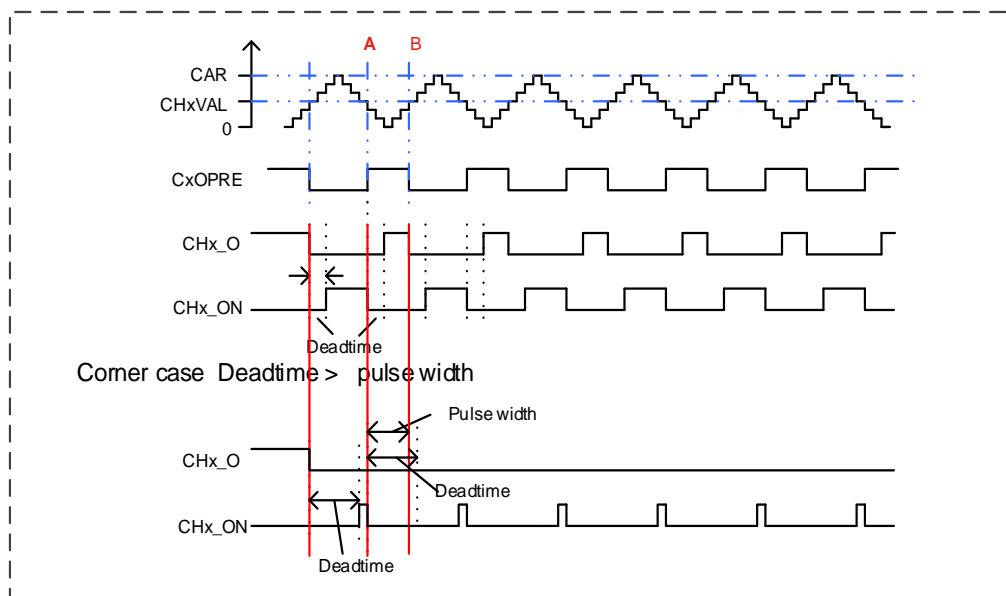 A B
CAR
CHxVAL
0
CxOPRE
CHx_O
CHx_ON
Deadtime
Corner case Deadtime > pulse width
Pulse width
CHx_O
Deadtime
CHx_ON
Deadtime